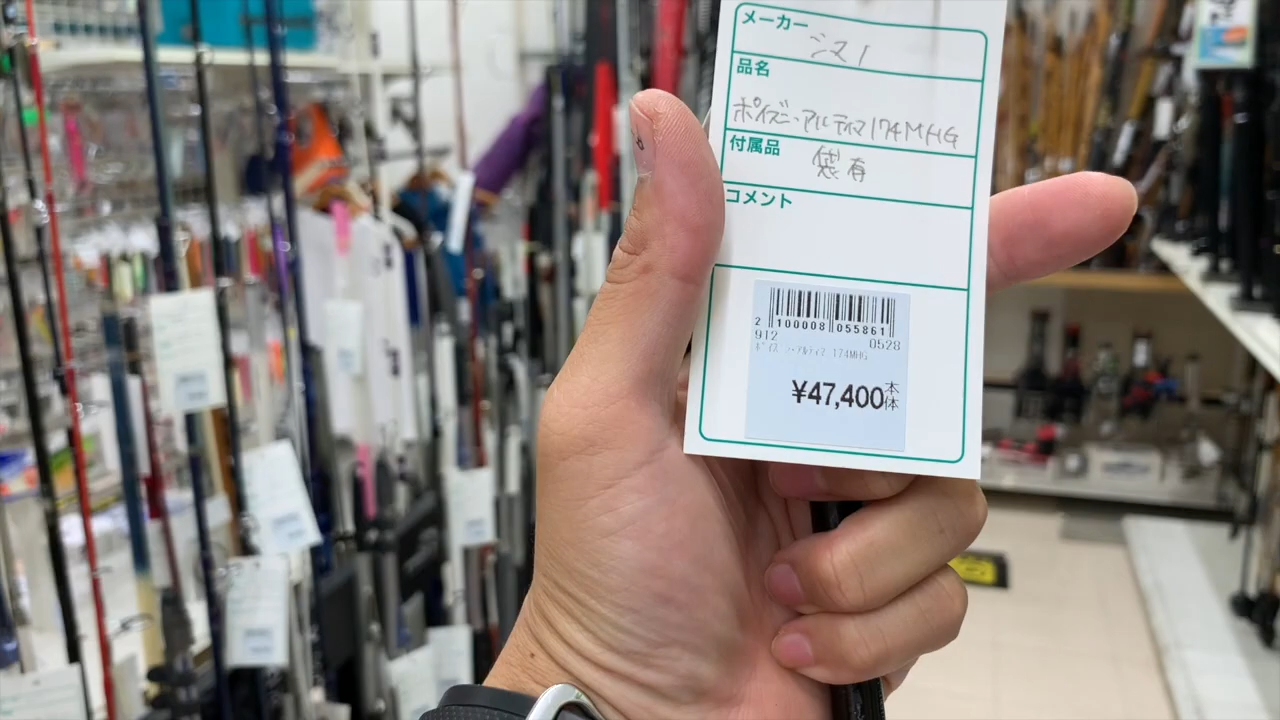 メーカー
シマノ
品名
ポイズン・アルティマ174MHG
付属品
袋有
コメント
2 100008 055861
912 0528
ポイズン・アルティマ 174MHG
¥47,400本体